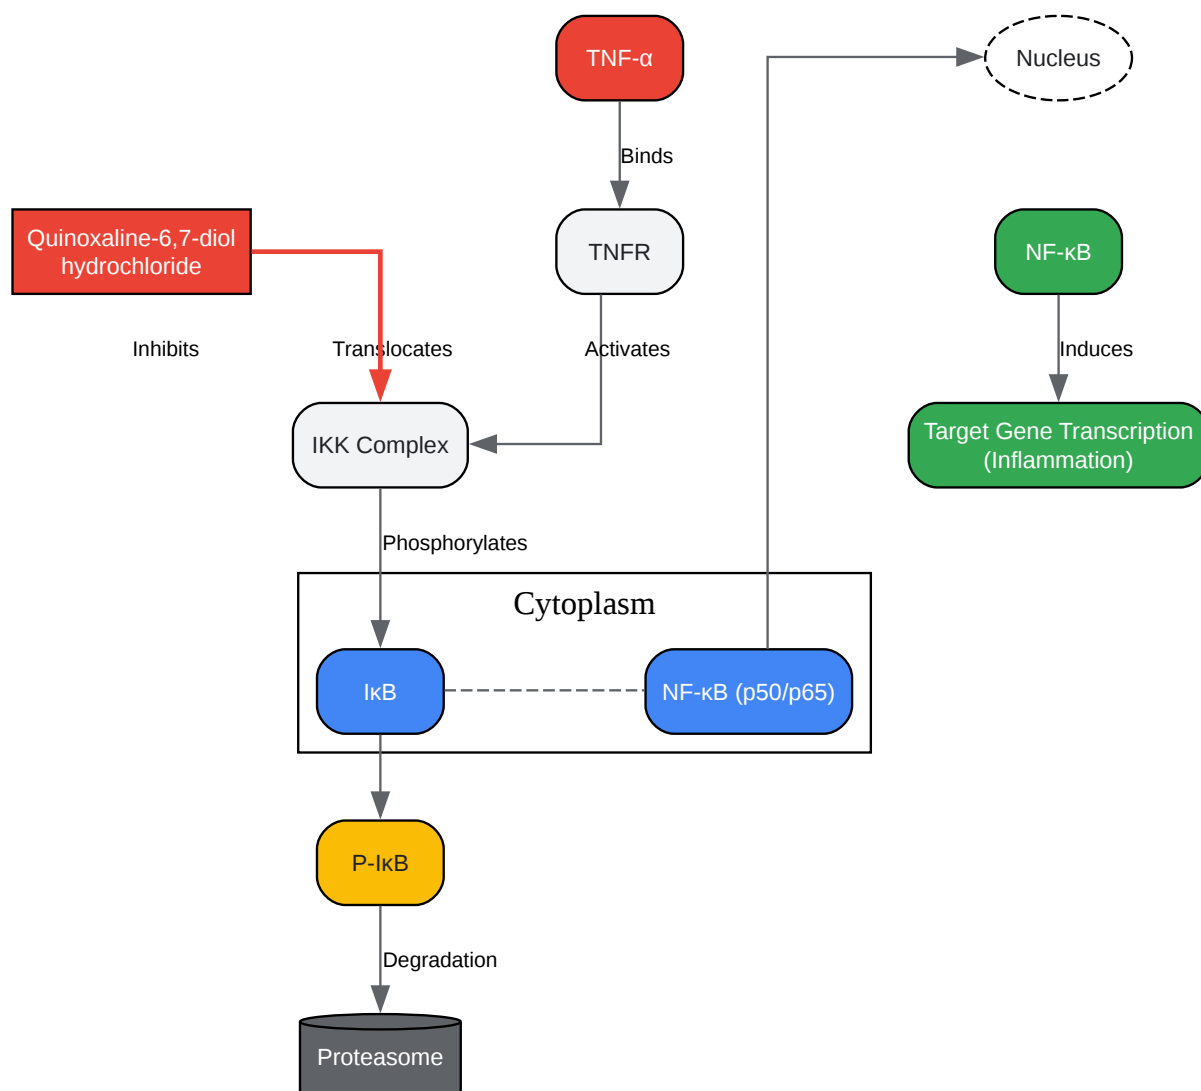 TNF-α
Nucleus
Binds
Quinoxaline-6,7-diol
hydrochloride
TNFR
NF-κB
Inhibits
Translocates
Activates
Induces
IKK Complex
Target Gene Transcription
(Inflammation)
Phosphorylates
Cytoplasm
IκB
NF-κB (p50/p65)
P-IκB
Degradation
Proteasome